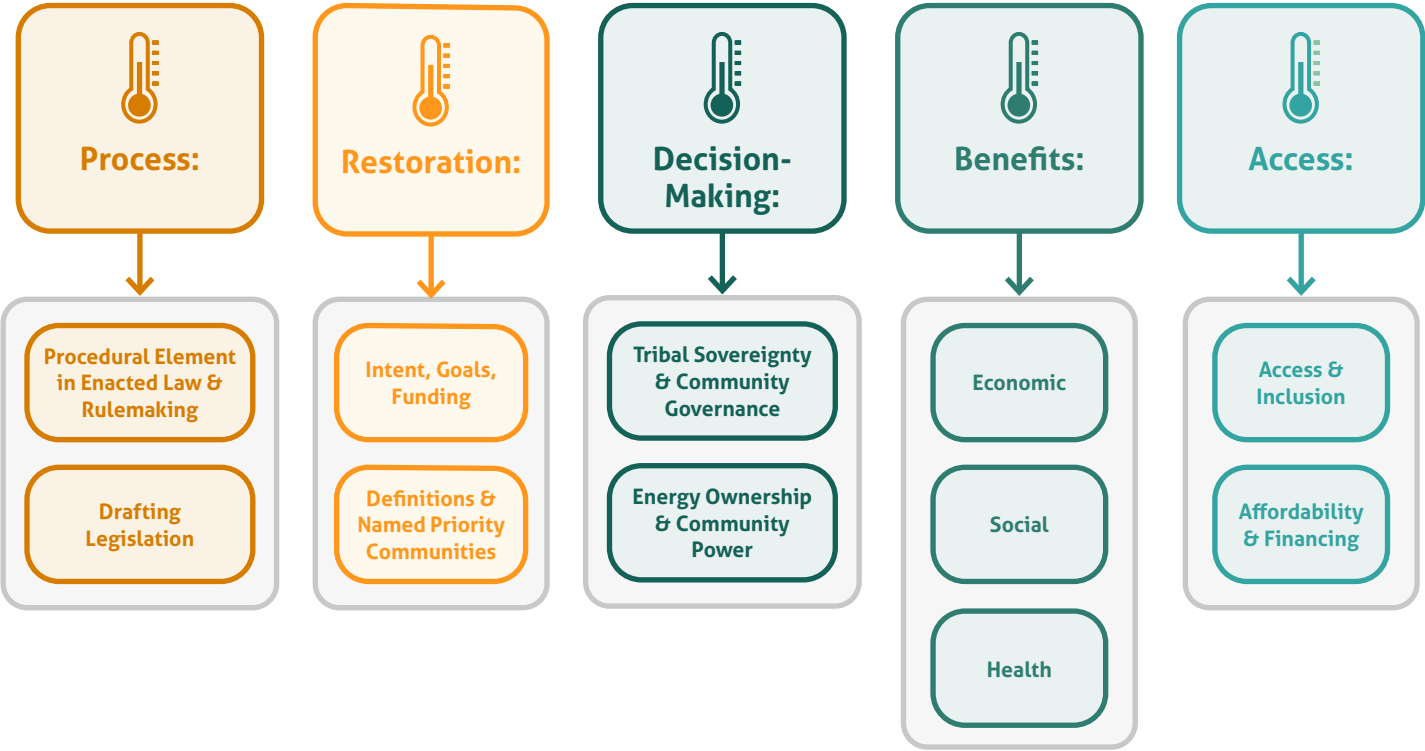 Process:
Procedural Element
in Enacted Law &
Rulemaking
Drafting
Legislation
Restoration:
Intent, Goals,
Funding
Definitions &
Named Priority
Communities
Decision-
Making:
Tribal Sovereignty
& Community
Governance
Energy Ownership
& Community
Power
Benefits:
Economic
Social
Health
Access:
Access &
Inclusion
Affordability
& Financing